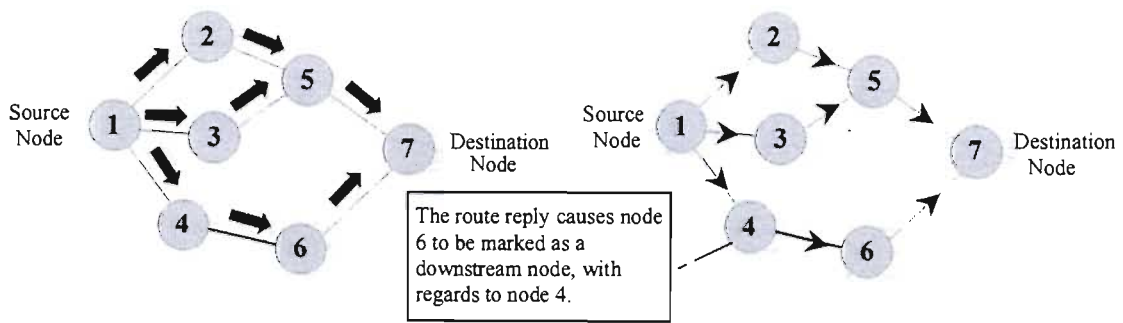 2
5
Source
Node
1
3
7
Destination
Node
4
6
2
5
Source
Node
1
3
7
Destination
Node
4
6
The route reply causes node
6 to be marked as a
downstream node, with
regards to node 4.